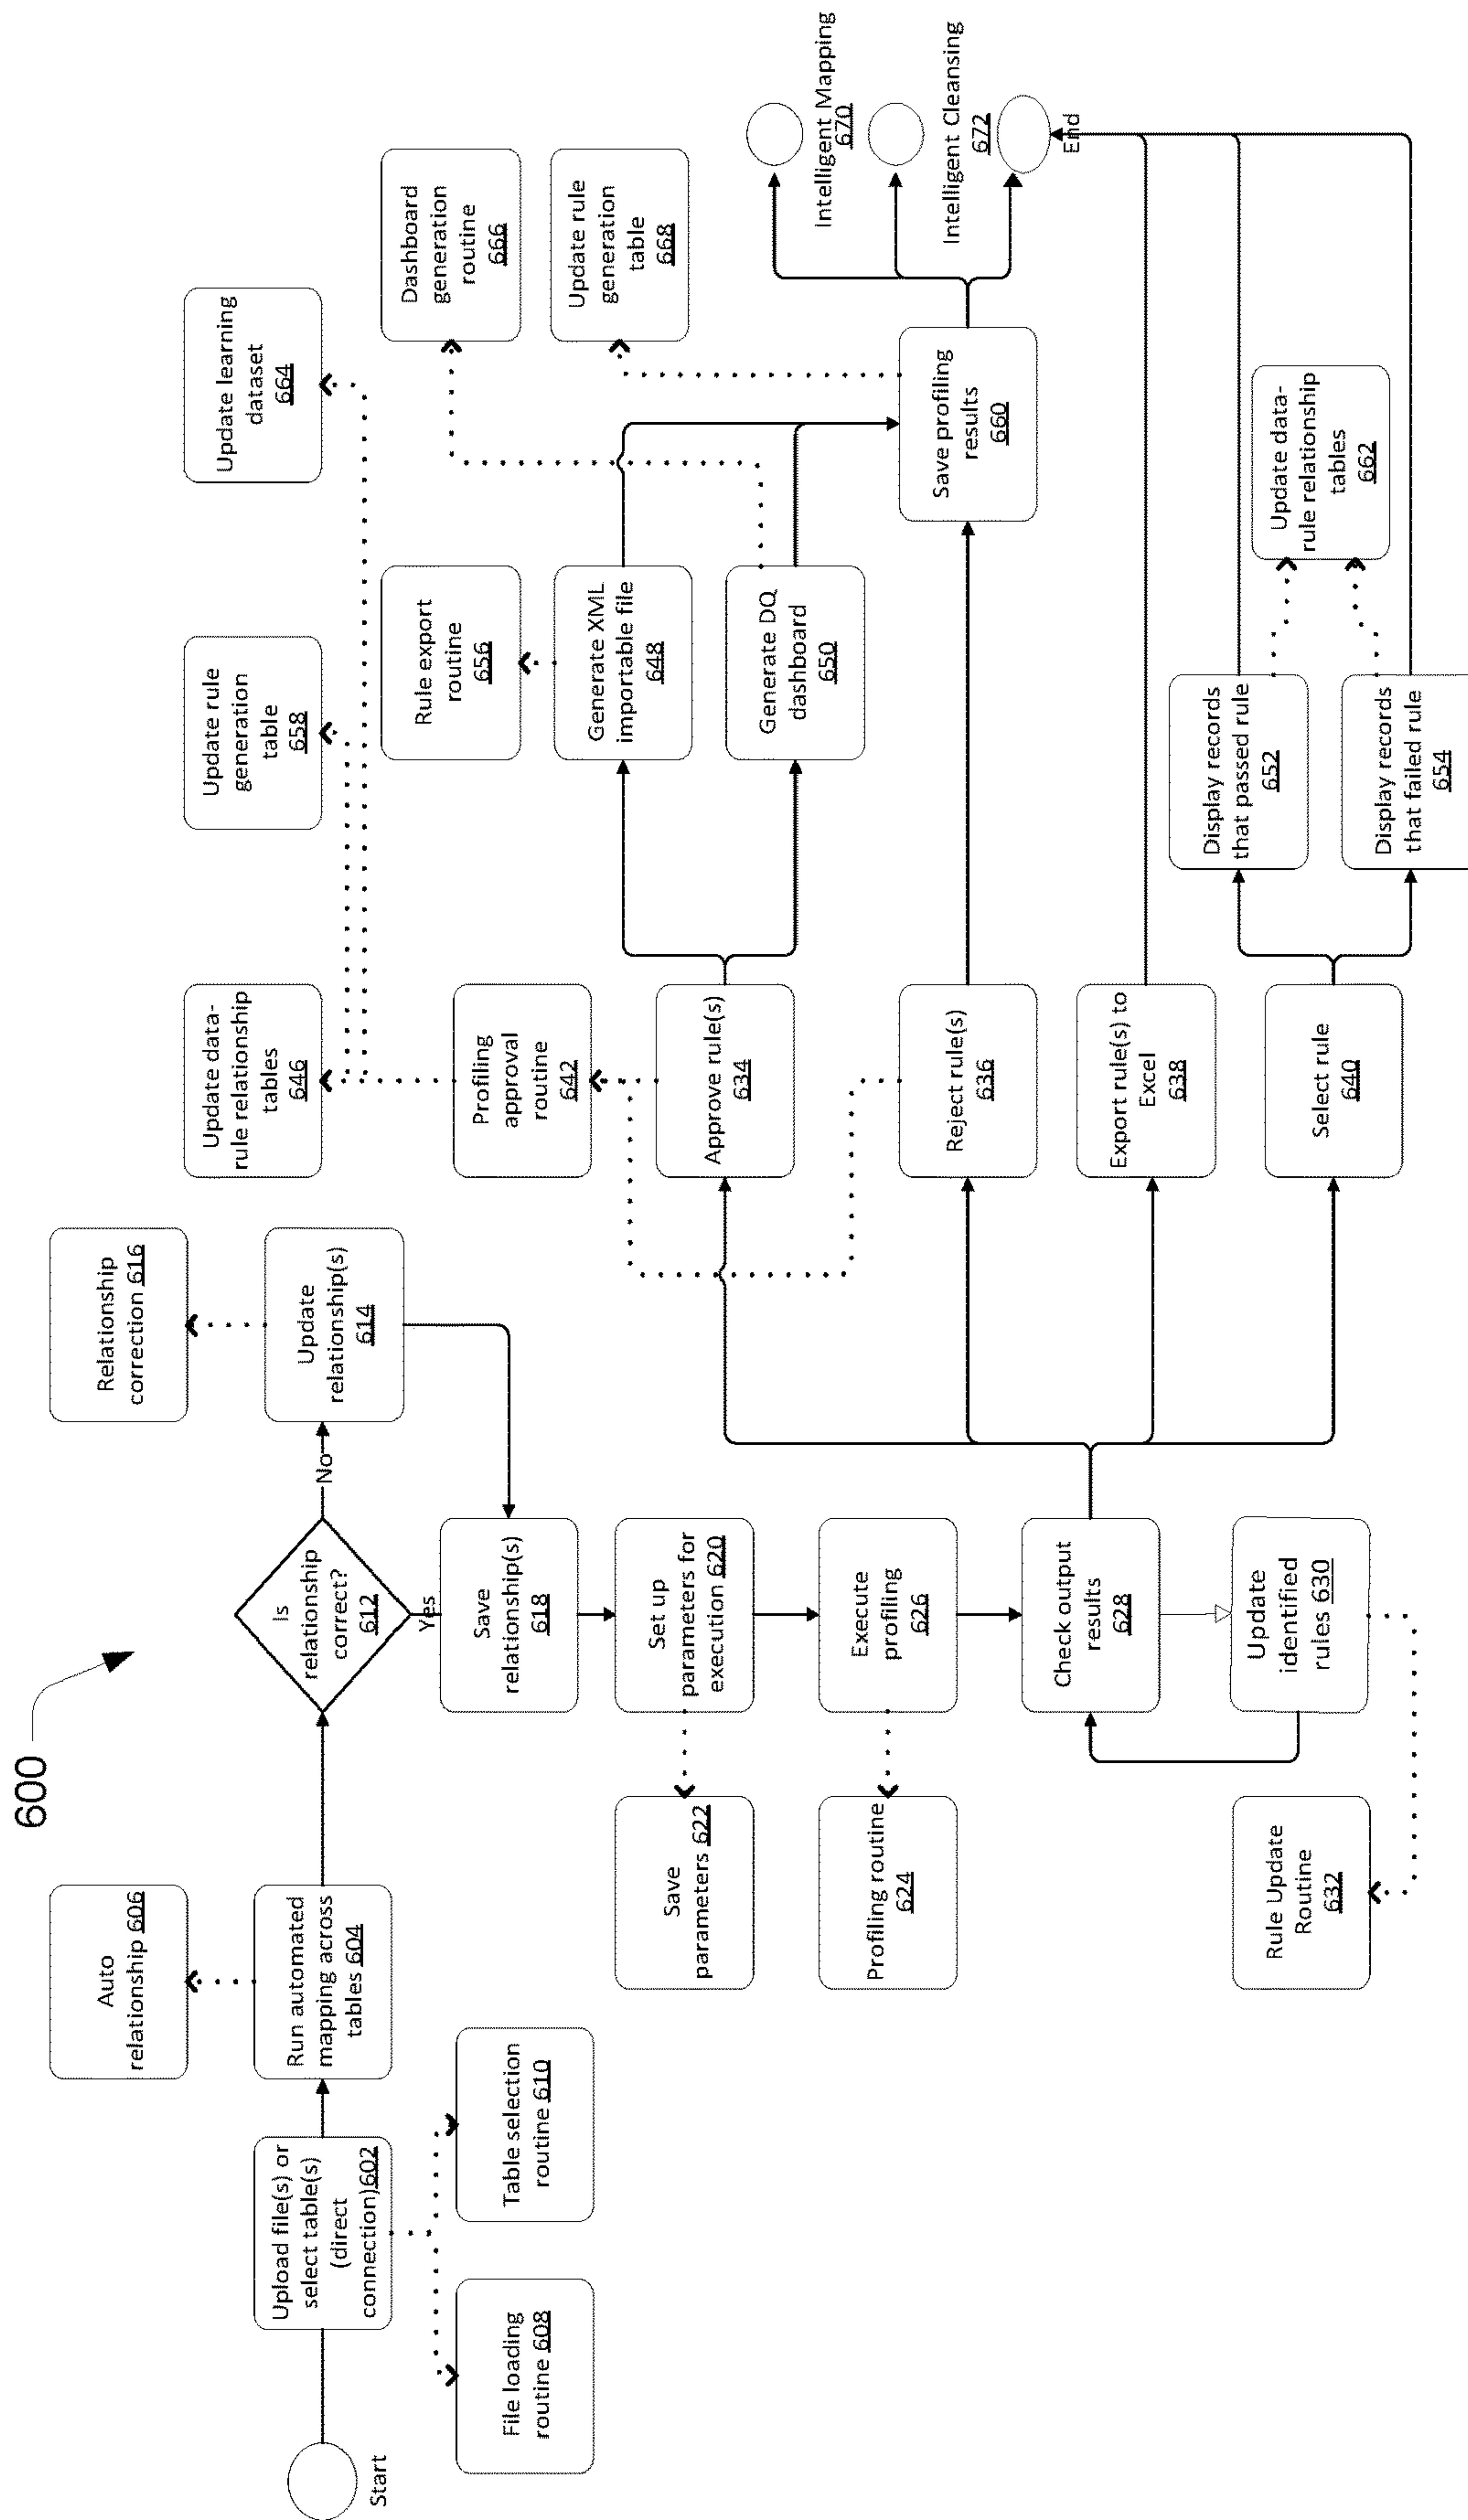 600
Start
Upload file(s) or
select table(s)
(direct
connection)602
File loading
routine 608
Table selection
routine 610
Auto
relationship 606
Run automated
mapping across
tables 604
Is
relationship
correct?
612
No
Yes
Relationship
correction 616
Update
relationship(s)
614
Save
relationship(s)
618
Set up
parameters for
execution 620
Save
parameters 622
Execute
profiling
626
Profiling routine
624
Check output
results
628
Update
identified
rules 630
Rule Update
Routine
632
Update data-
rule relationship
tables
646
Profiling
approval
routine
642
Approve rule(s)
634
Reject rule(s)
636
Export rule(s) to
Excel
638
Select rule
640
Update rule
generation
table
658
Rule export
routine
656
Generate XML
importable file
648
Generate DQ
dashboard
650
Display records
that passed rule
652
Display records
that failed rule
654
Update learning
dataset
664
Dashboard
generation
routine
666
Update rule
generation
table
668
Save profiling
results
660
Update data-
rule relationship
tables
662
Intelligent Mapping
670
Intelligent Cleansing
672
End